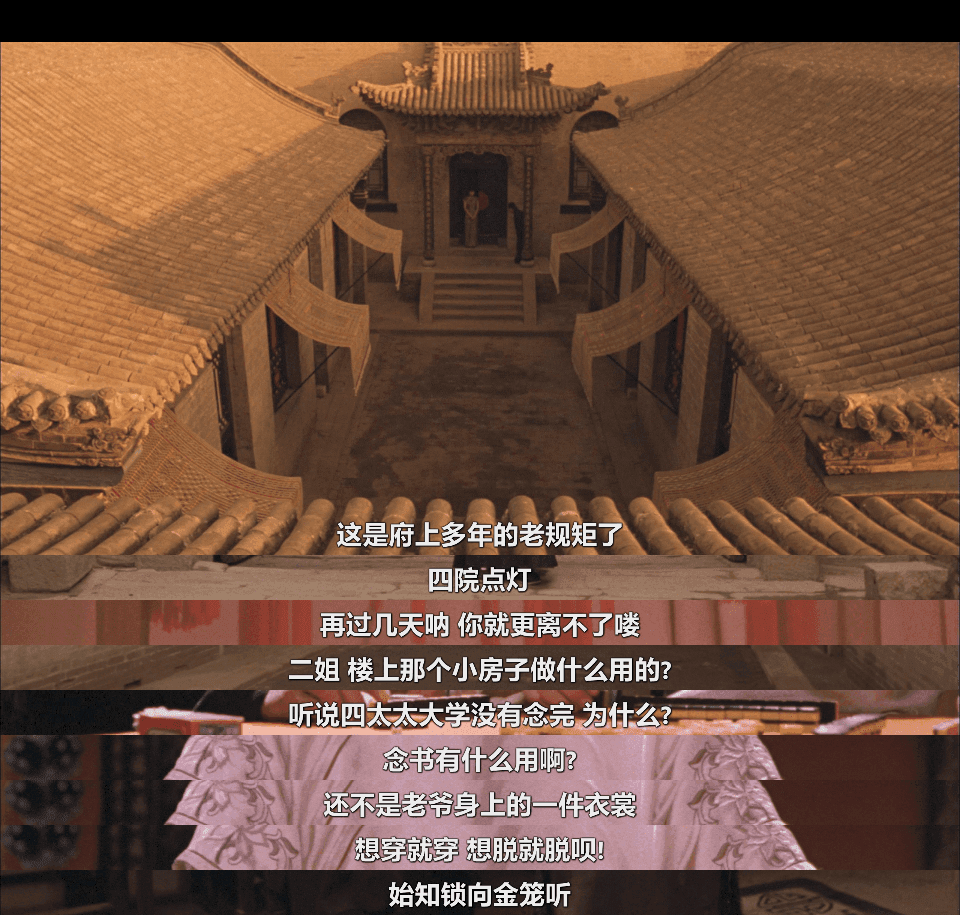 这是府上多年的老规矩了
四院点灯
再过几天呐 你就更离不了喽
二姐 楼上那个小房子做什么用的?
听说四太太大学没有念完 为什么?
念书有什么用啊?
还不是老爷身上的一件衣裳
想穿就穿 想脱就脱呗!
始知锁向金笼听